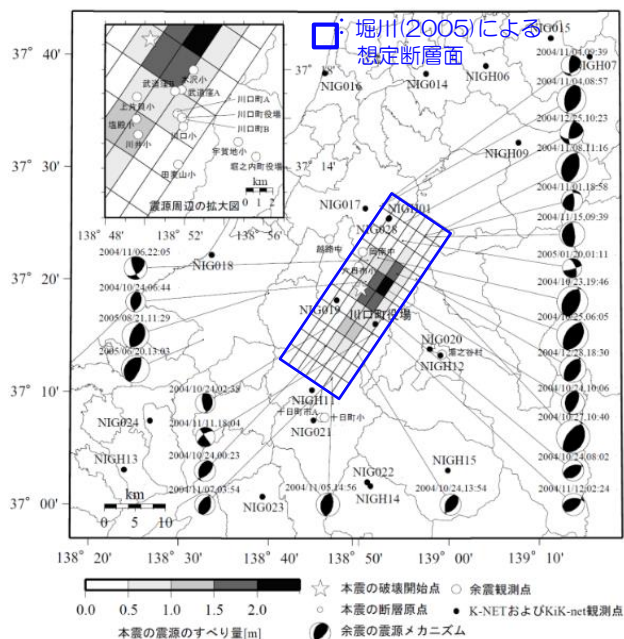 : 堀川(2005)による
想定断層面
NIG015
NIGH07
NIG016
NIG014
NIGH06
NIGH09
37° 40'
37° 30'
37° 20'
37° 10'
37° 00'
木沢小
武道窪A
川口町A
川口町役場
川口町B
上片貝小
塩殿小
川井小
川口小
宇賀地小
堀之内町役場
田麦山小
km
0 1 2
震源周辺の拡大図
37° 14'
138° 48'
138° 52'
138° 56'
2004/11/04,09:39
2004/11/04,08:57
2004/12/25,10:23
2004/11/08,11:16
2004/11/01,18:58
2004/11/15,09:39
2005/01/20,01:11
2004/10/23,19:46
2004/10/25,06:05
2004/12/28,18:30
2004/10/24,10:06
2004/10/27,10:40
2004/10/24,08:02
2004/11/12,02:24
2004/11/06,22:05
2004/10/24,06:44
2005/08/21,11:29
2005/06/20,13:03
2004/10/24,02:38
2004/11/11,18:04
2004/10/24,00:23
2004/11/07,03:54
2004/11/05,14:56
2004/10/24,13:54
NIG017
NIGH01
NIG028
NIG018
NIG019
川口町役場
NIG020
湯之谷村
NIGH12
NIGH11
十日町市A
十日町小
NIG021
NIG024
NIGH13
NIG022
NIGH14
NIGH15
NIG023
km
0 5 10
138° 20'
138° 30'
138° 40'
138° 50'
139° 00'
139° 10'
0.0 0.5 1.0 1.5 2.0
本震の震源のすべり量[m]
本震の破壊開始点
余震観測点
本震の断層原点
K-NETおよびKiK-net観測点
余震の震源メカニズム